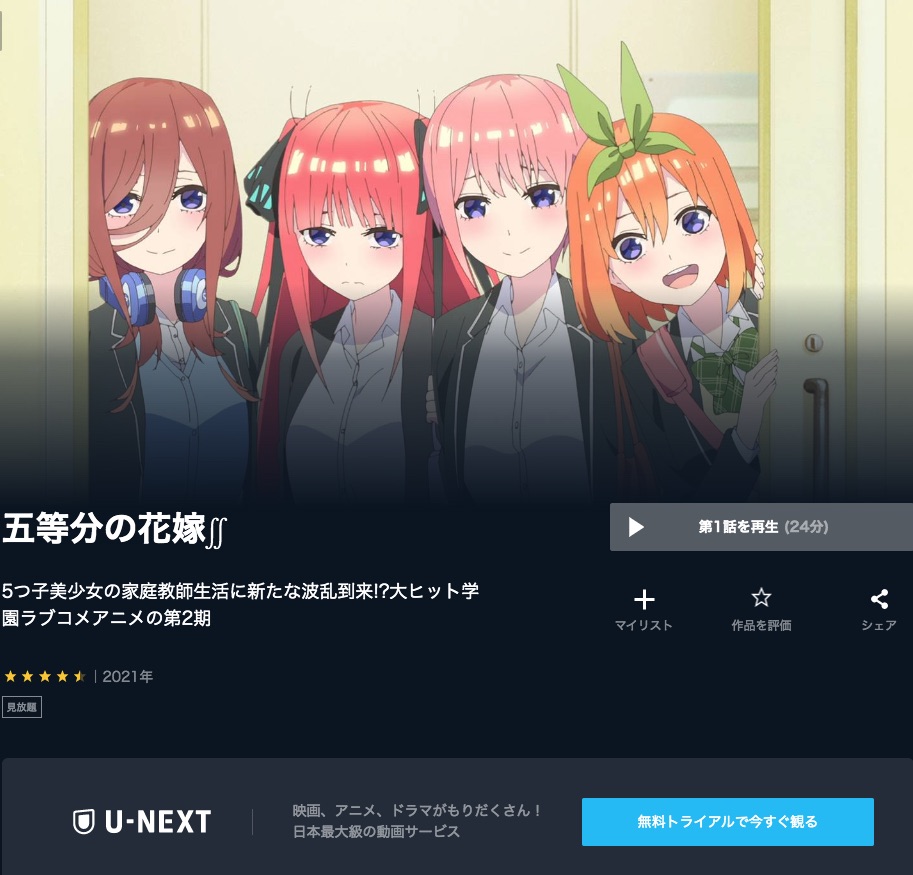 五等分の花嫁∬
第1話を再生 (24分)
5つ子美少女の家庭教師生活に新たな波乱到来!?大ヒット学
園ラブコメアニメの第2期
マイリスト
作品を評価
シェア
2021年
見放題
U-NEXT
映画、アニメ、ドラマがもりだくさん!
日本最大級の動画サービス
無料トライアルで今すぐ観る